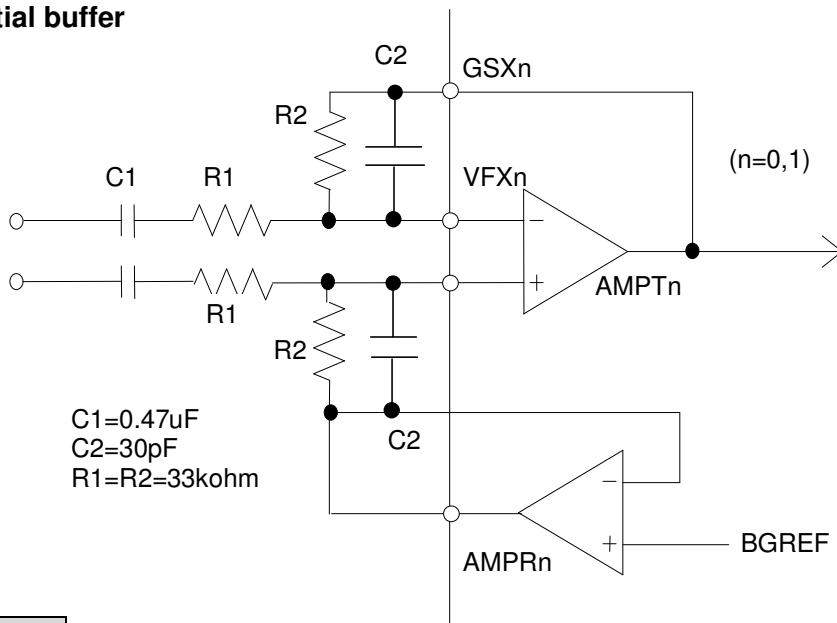 tial buffer
C2
GSXn
R2
(n=0,1)
C1
R1
VFXn
−
+
AMPTn
R1
R2
C1=0.47uF
C2=30pF
R1=R2=33kohm
C2
−
+
BGREF
AMPRn